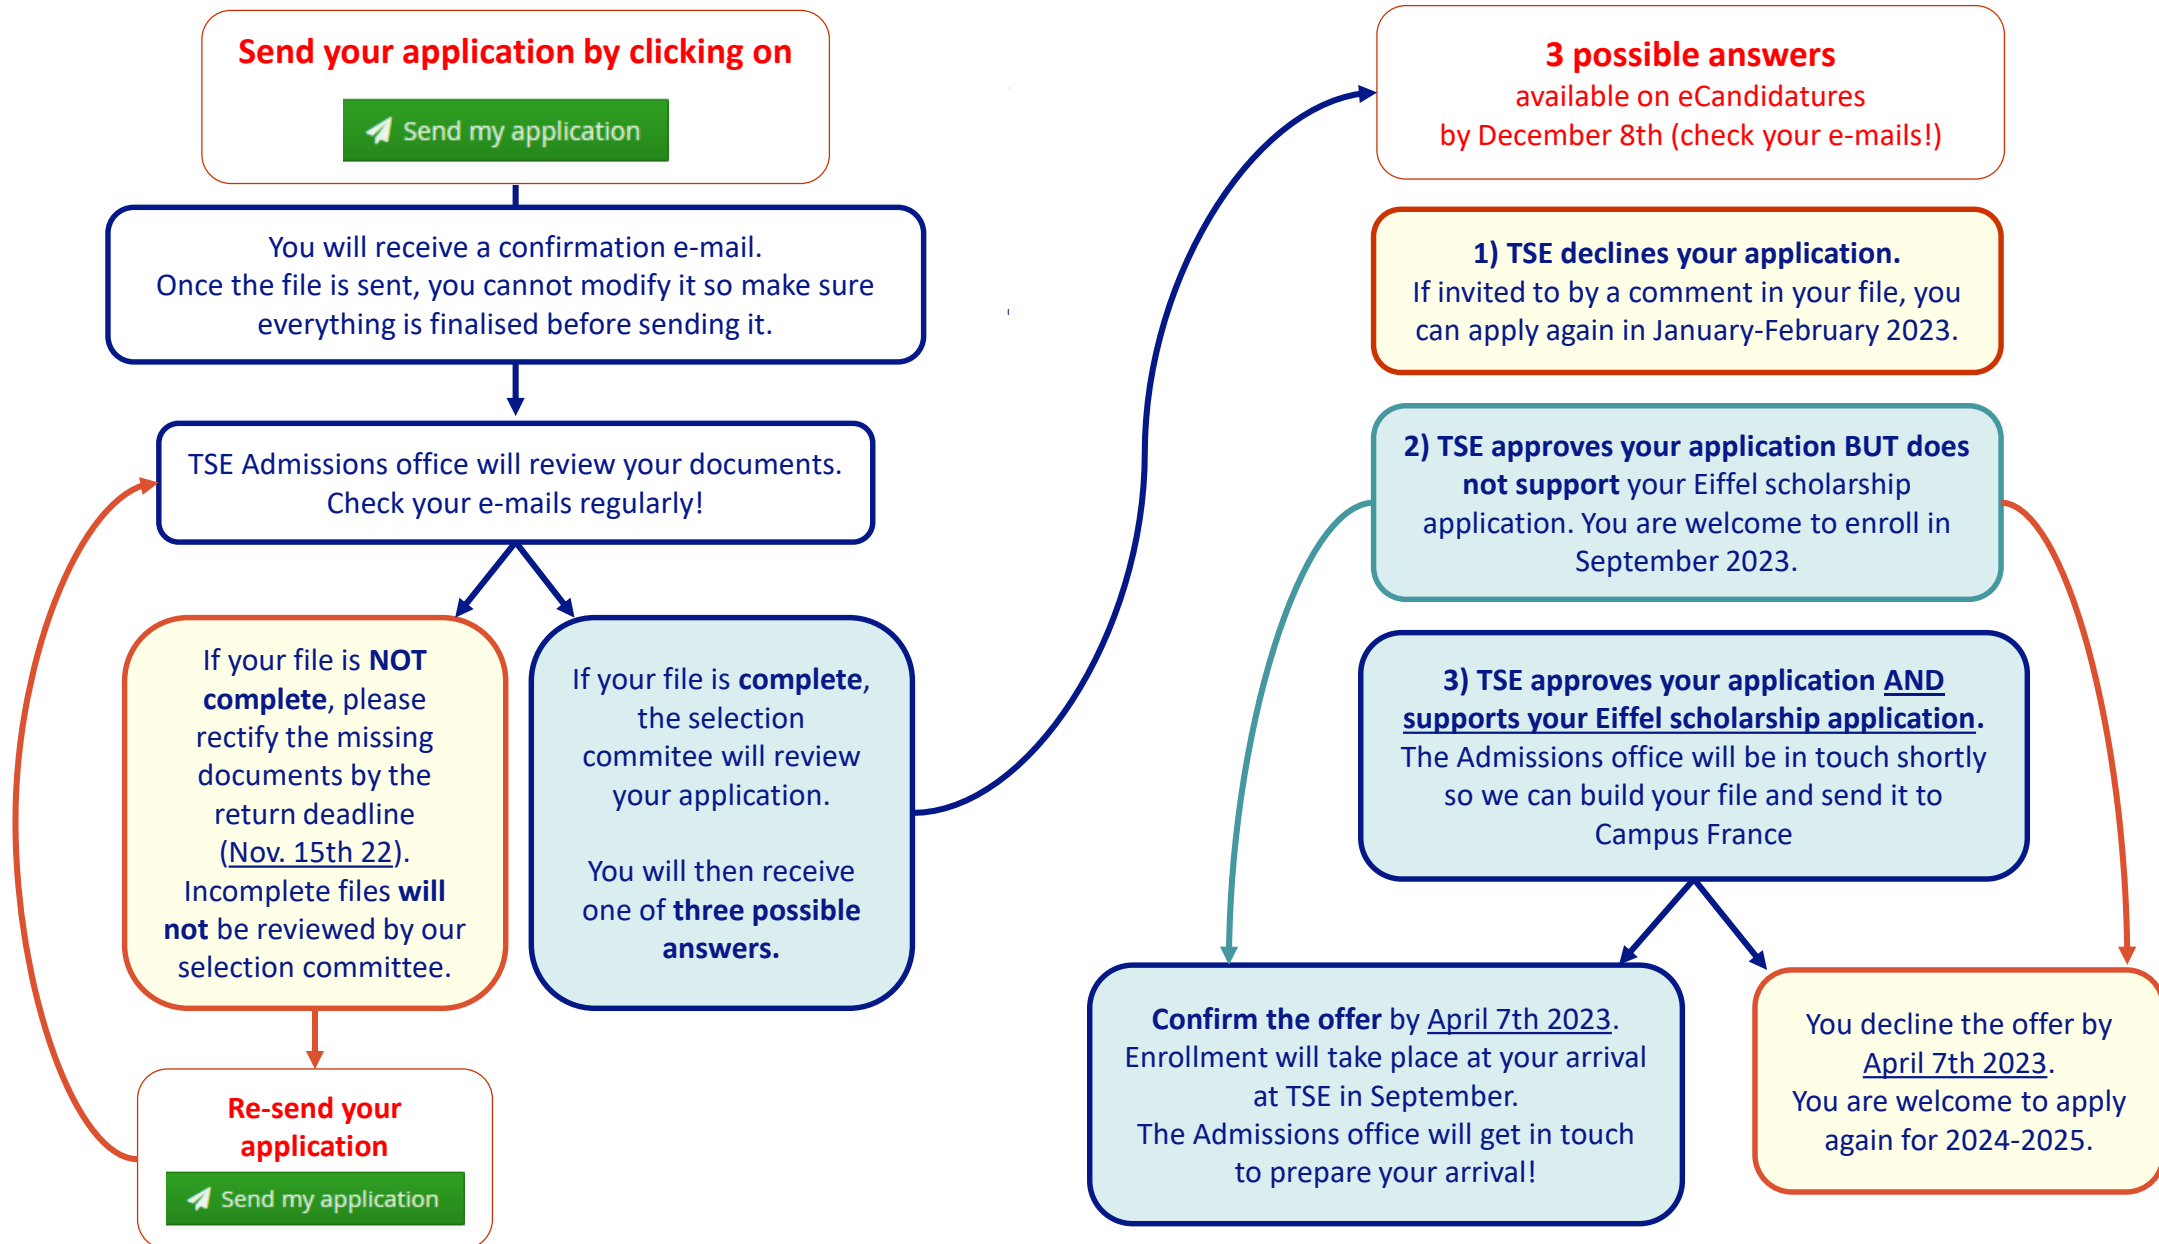 Send your application by clicking on
Send my application
You will receive a confirmation e-mail.
Once the file is sent, you cannot modify it so make sure
everything is finalised before sending it.
TSE Admissions office will review your documents.
Check your e-mails regularly!
If your file is NOT
complete, please
rectify the missing
documents by the
return deadline
(Nov. 15th 22).
Incomplete files will
not be reviewed by our
selection committee.
Re-send your
application
Send my application
If your file is complete,
the selection
commitee will review
your application.
You will then receive
one of three possible
answers.
3 possible answers
available on eCandidatures
by December 8th (check your e-mails!)
1) TSE declines your application.
If invited to by a comment in your file, you
can apply again in January-February 2023.
2) TSE approves your application BUT does
not support your Eiffel scholarship
application. You are welcome to enroll in
September 2023.
3) TSE approves your application AND
supports your Eiffel scholarship application.
The Admissions office will be in touch shortly
so we can build your file and send it to
Campus France
Confirm the offer by April 7th 2023.
Enrollment will take place at your arrival
at TSE in September.
The Admissions office will get in touch
to prepare your arrival!
You decline the offer by
April 7th 2023.
You are welcome to apply
again for 2024-2025.